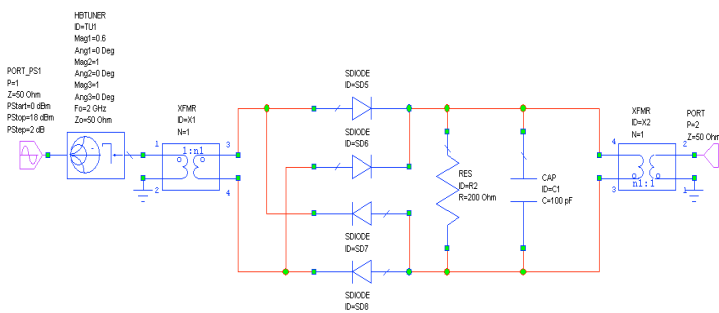 HBTUNER
ID=TU1
Mag1=0.6
Ang1=0 Deg
Mag2=1
Ang2=0 Deg
Mag3=1
Ang3=0 Deg
Fo=2 GHz
Zo=50 Ohm
PORT_PS1
P=1
Z=50 Ohm
PStart=0 dBm
PStop=18 dBm
PStep=2 dB
XFMR
ID=X1
N=1
1
1:n1
3
2
4
SDIODE
ID=SD5
SDIODE
ID=SD6
SDIODE
ID=SD7
SDIODE
ID=SD8
RES
ID=R2
R=200 Ohm
CAP
ID=C1
C=100 pF
XFMR
ID=X2
N=1
4
2
3
n1:1
1
PORT
P=2
Z=50 Ohm